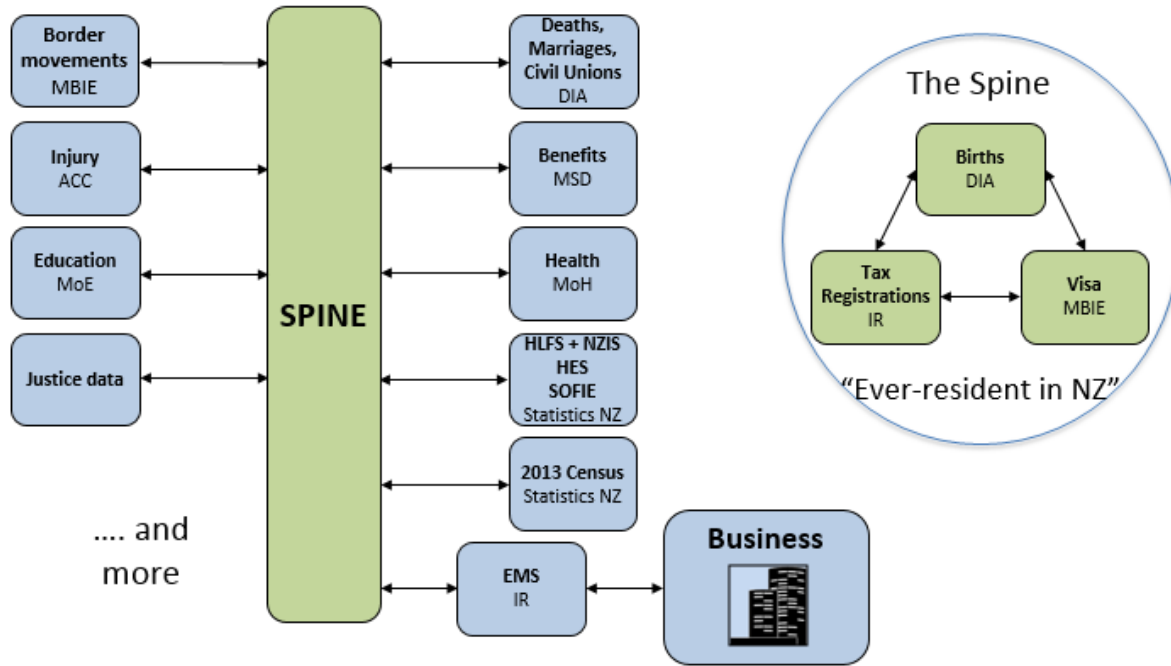 Border
movements
MBIE
Injury
ACC
Education
MoE
Justice data
…. and
more
SPINE
Deaths,
Marriages,
Civil Unions
DIA
Benefits
MSD
Health
MoH
HLFS + NZIS
HES
SOFIE
Statistics NZ
2013 Census
Statistics NZ
EMS
IR
Business
The Spine
Births
DIA
Tax
Registrations
IR
Visa
MBIE
“Ever-resident in NZ”